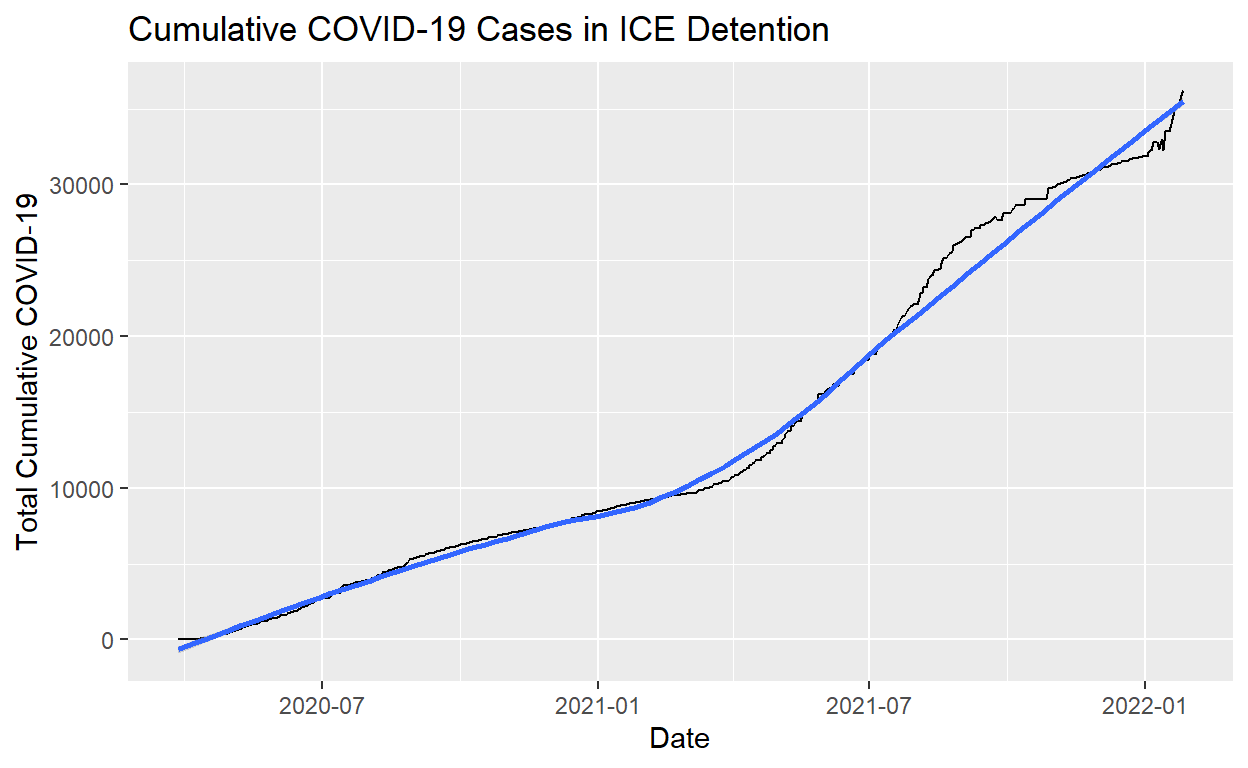 Cumulative COVID-19 Cases in ICE Detention
Total Cumulative COVID-19
30000
20000
10000
0
2020-07
2021-01
2021-07
2022-01
Date